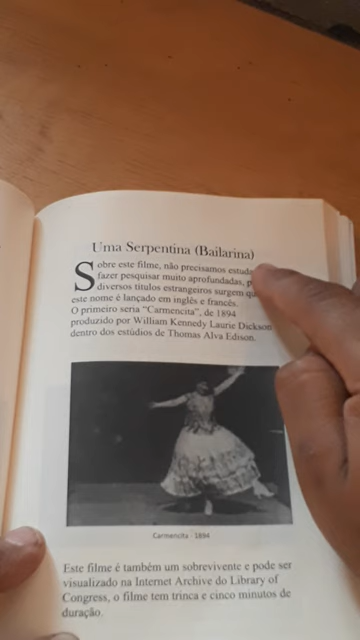 Uma Serpentina (Bailarina)
Sobre este filme, não precisamos
fazer pesquisar muito aprofundadas,
diversos títulos estrangeiros surgem
este nome é lançado em inglês e francês.
O primeiro seria “Carmencita”, de 1894
produzido por William Kennedy Laurie Dickson
dentro dos estúdios de Thomas Alva Edison.
Carmencita - 1894
Este filme é também um sobrevivente e pode ser
visualizado na Internet Archive do Library of
Congress, o filme tem trinca e cinco minutos de
duração.